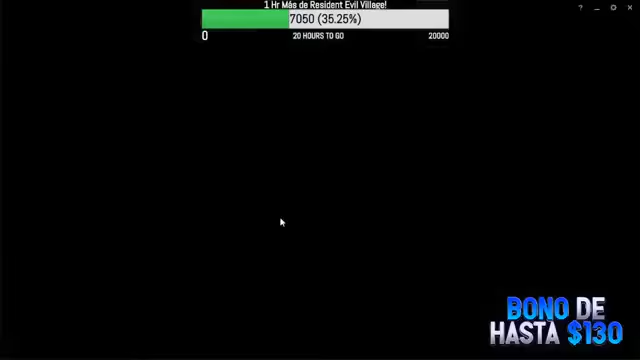 1 Hr Más de Resident Evil Village!
7050 (35.25%)
0 20 HOURS TO GO 20000
BONO DE
HASTA $130